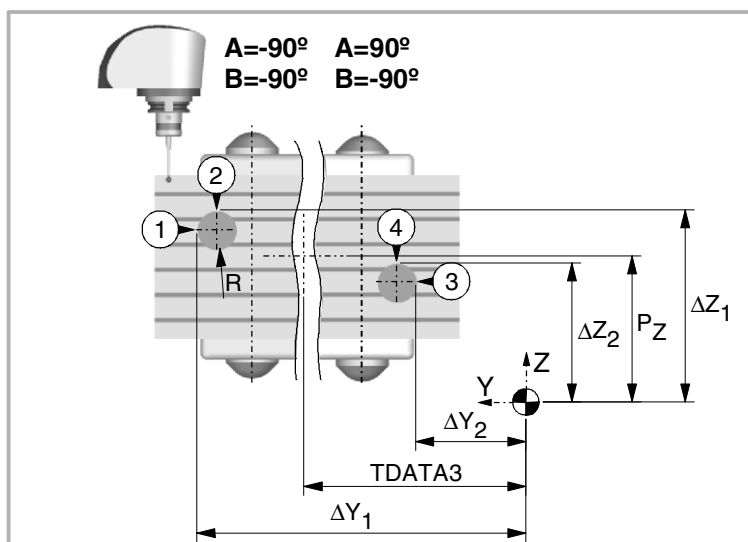 A=-90º A=90º
B=-90º B=-90º
2
1
4
3
R
ΔZ2
PZ
ΔZ1
Z
Y
ΔY2
TDATA3
ΔY1